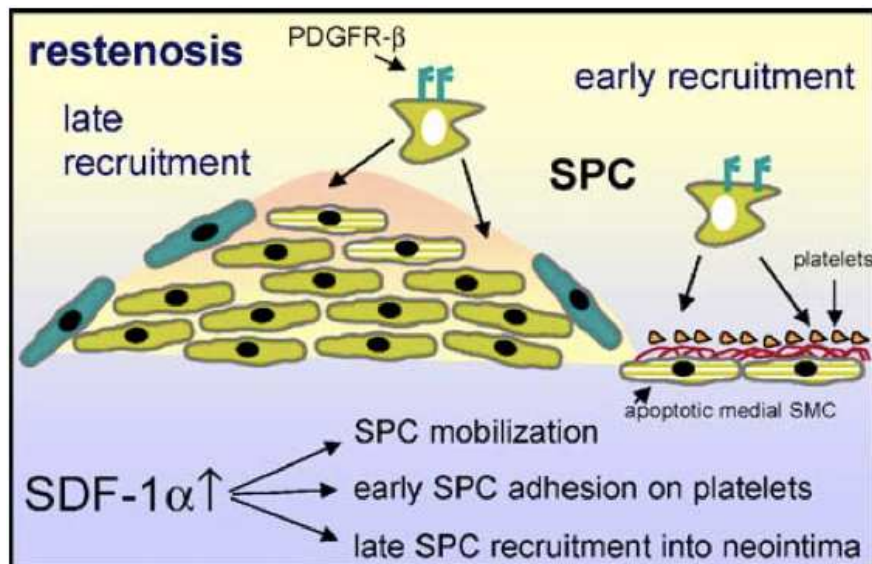 restenosis
PDGFR-β
early recruitment
late
recruitment
SPC
platelets
apoptotic medial SMC
SDF-1α↑
SPC mobilization
early SPC adhesion on platelets
late SPC recruitment into neointima